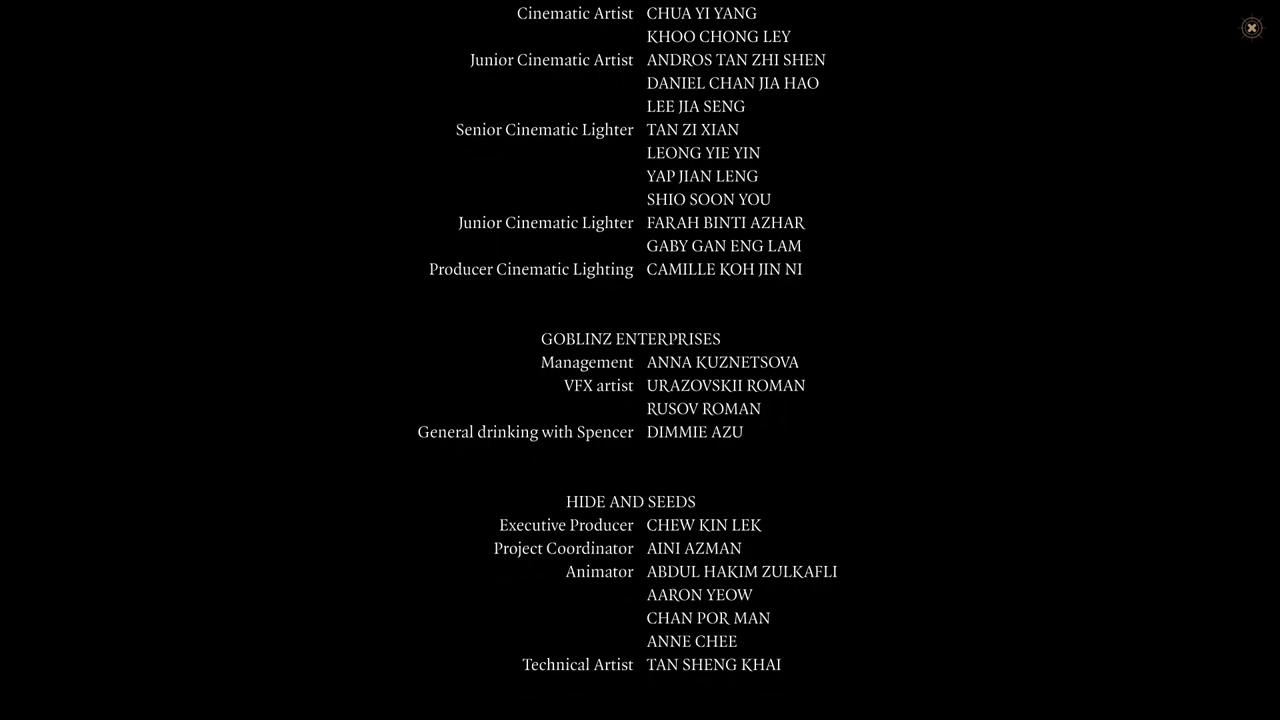 Cinematic Artist CHUA YI YANG
KHOO CHONG LEY
Junior Cinematic Artist ANDROS TAN ZHI SHEN
DANIEL CHAN JIA HAO
LEE JIA SENG
Senior Cinematic Lighter TAN ZI XIAN
LEONG YIE YIN
YAP JIAN LENG
SHIO SOON YOU
Junior Cinematic Lighter FARAH BINTI AZHAR
GABY GAN ENG LAM
Producer Cinematic Lighting CAMILLE KOH JIN NI
GOBLINZ ENTERPRISES
Management ANNA KUZNETSOVA
VFX artist URAZOVSKII ROMAN
RUSOV ROMAN
General drinking with Spencer DIMMIE AZU
HIDE AND SEEDS
Executive Producer CHEW KIN LEK
Project Coordinator AINI AZMAN
Animator ABDUL HAKIM ZULKAFLI
AARON YEOW
CHAN POR MAN
ANNE CHEE
Technical Artist TAN SHENG KHAI